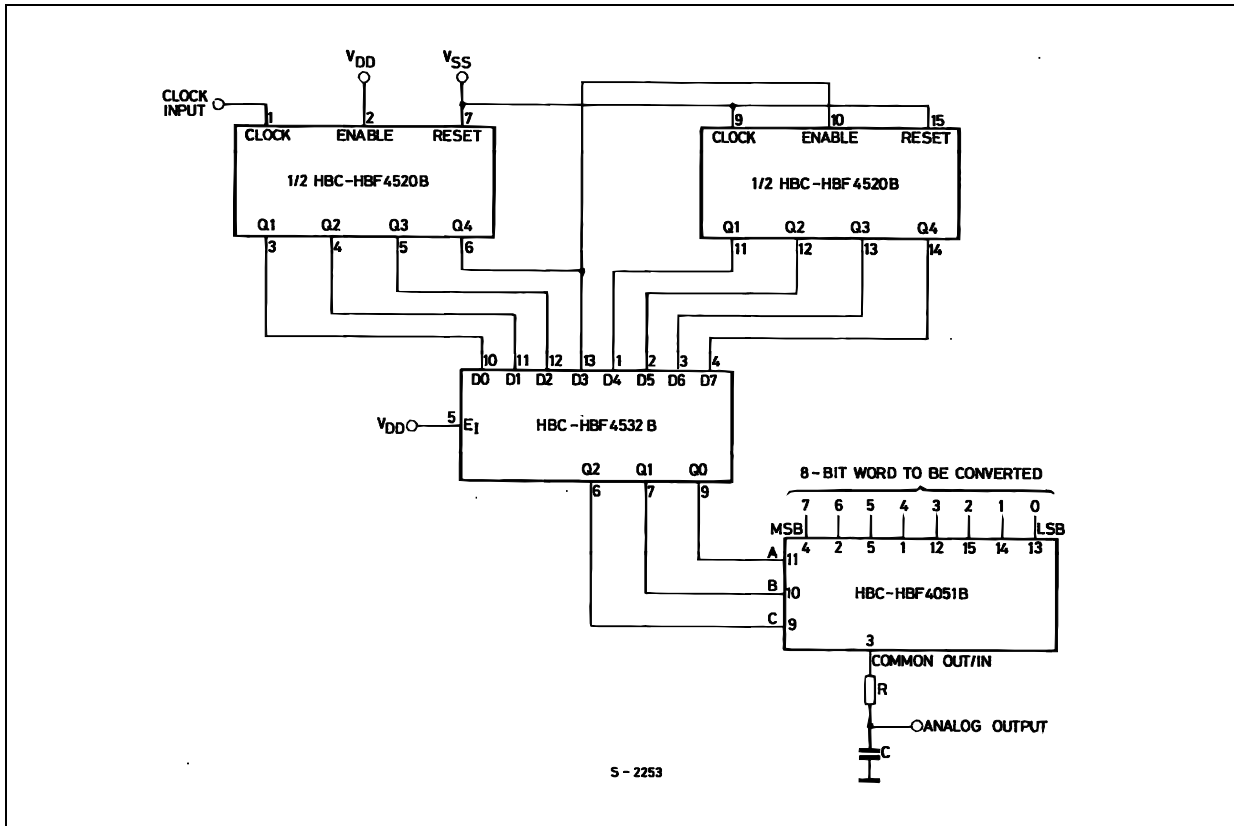 VDD VSS
CLOCK INPUT
1 2 7 9 10 15
CLOCK ENABLE RESET CLOCK ENABLE RESET
1/2 HBC-HBF4520B 1/2 HBC-HBF4520B
Q1 Q2 Q3 Q4 Q1 Q2 Q3 Q4
3 4 5 6 11 12 13 14
10 11 12 13 1 2 3 4
D0 D1 D2 D3 D4 D5 D6 D7
VDD 5 EI HBC-HBF4532B
Q2 Q1 Q0
6 7 9
8-BIT WORD TO BE CONVERTED
7 6 5 4 3 2 1 0
MSB LSB
4 2 5 1 12 15 14 13
A 11
B 10 HBC-HBF4051B
C 9
3
COMMON OUT/IN
R
ANALOG OUTPUT
C
S-2253